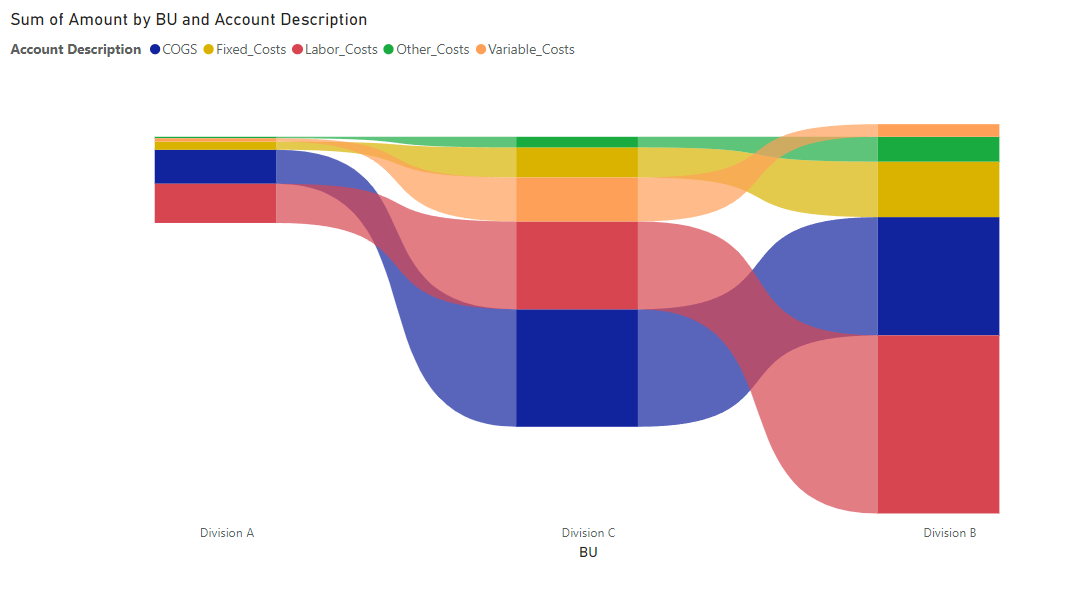 Sum of Amount by BU and Account Description
Account Description COGS Fixed_Costs Labor_Costs Other_Costs Variable_Costs
Division A Division C Division B
BU